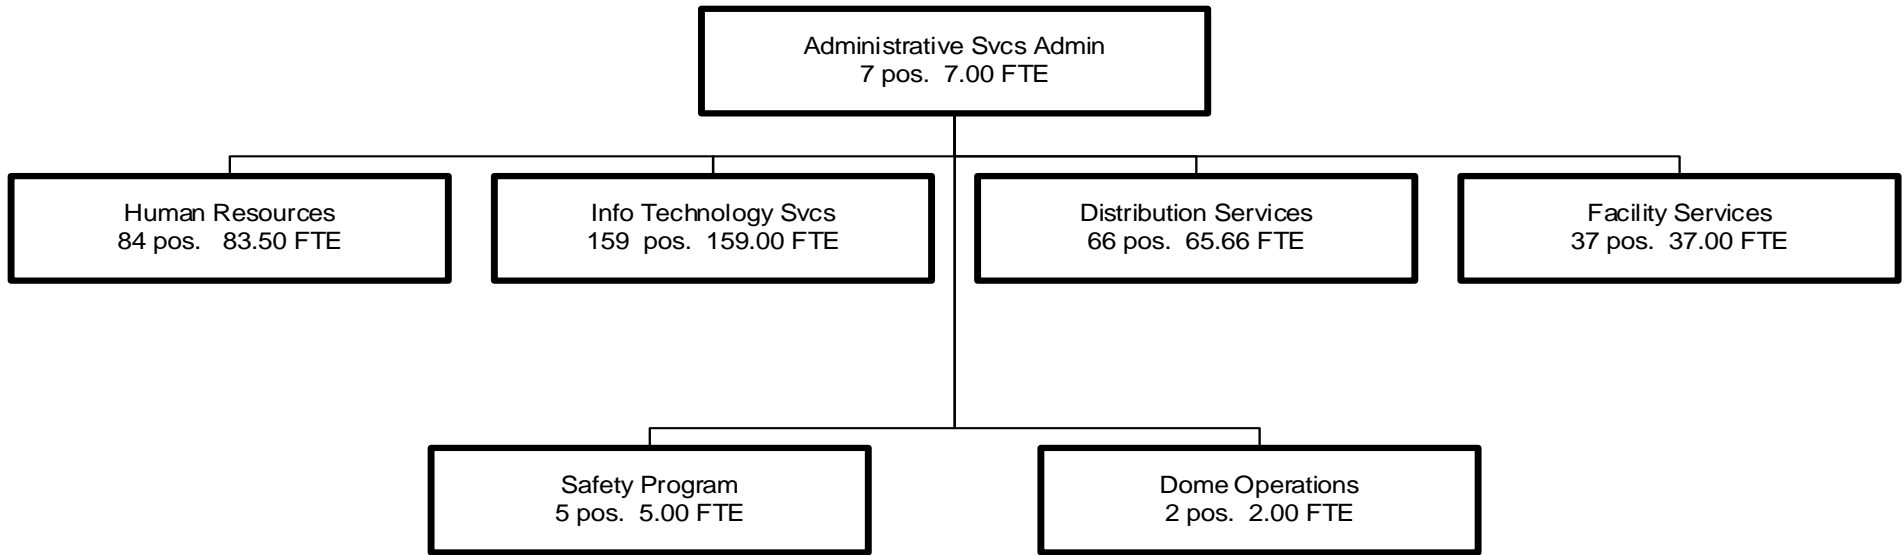 Administrative Svcs Admin
7 pos.  7.00 FTE
Human Resources
84 pos.   83.50 FTE
Info Technology Svcs
159  pos.  159.00 FTE
Distribution Services
66 pos.  65.66 FTE
Facility Services
37 pos.  37.00 FTE
Safety Program
5 pos.  5.00 FTE
Dome Operations
2 pos.  2.00 FTE